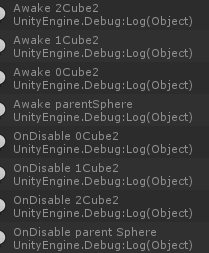 Awake 2Cube2
UnityEngine.Debug:Log(Object)
Awake 1Cube2
UnityEngine.Debug:Log(Object)
Awake 0Cube2
UnityEngine.Debug:Log(Object)
Awake parentSphere
UnityEngine.Debug:Log(Object)
OnDisable 0Cube2
UnityEngine.Debug:Log(Object)
OnDisable 1Cube2
UnityEngine.Debug:Log(Object)
OnDisable 2Cube2
UnityEngine.Debug:Log(Object)
OnDisable parent Sphere
UnityEngine.Debug:Log(Object)